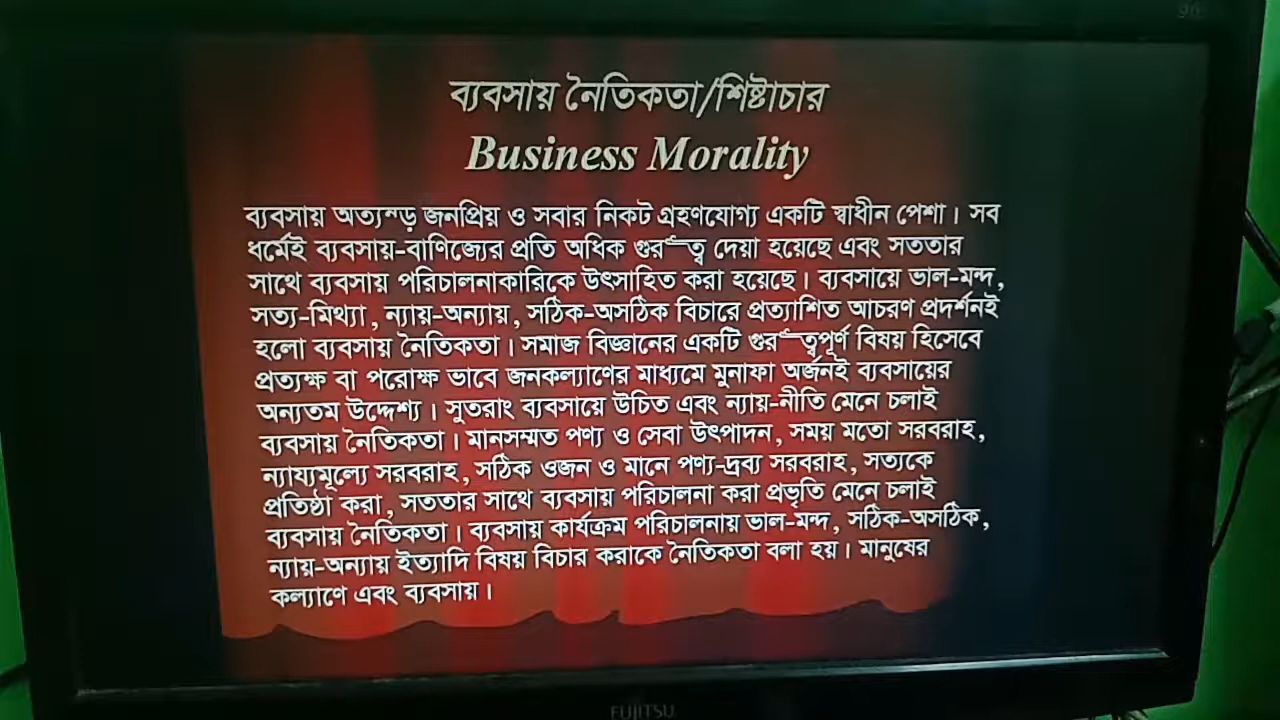 ব্যবসায় নৈতিকতা/শিষ্টাচার
Business Morality
ব্যবসায় অত্যন্ড় জনপ্রিয় ও সবার নিকট গ্রহণযোগ্য একটি স্বাধীন পেশা। সব
ধর্মেই ব্যবসায়-বাণিজ্যের প্রতি অধিক গুর“ত্ব দেয়া হয়েছে এবং সততার
সাথে ব্যবসায় পরিচালনাকারিকে উৎসাহিত করা হয়েছে। ব্যবসায়ে ভাল-মন্দ,
সত্য-মিথ্যা, ন্যায়-অন্যায়, সঠিক-অসঠিক বিচারে প্রত্যাশিত আচরণ প্রদর্শনই
হলো ব্যবসায় নৈতিকতা। সমাজ বিজ্ঞানের একটি গুর“ত্বপূর্ণ বিষয় হিসেবে
প্রত্যক্ষ বা পরোক্ষ ভাবে জনকল্যাণের মাধ্যমে মুনাফা অর্জনই ব্যবসায়ের
অন্যতম উদ্দেশ্য। সুতরাং ব্যবসায়ে উচিত এবং ন্যায়-নীতি মেনে চলাই
ব্যবসায় নৈতিকতা। মানসম্মত পণ্য ও সেবা উৎপাদন, সময় মতো সরবরাহ,
ন্যায্যমূল্যে সরবরাহ, সঠিক ওজন ও মানে পণ্য-দ্রব্য সরবরাহ, সত্যকে
প্রতিষ্ঠা করা, সততার সাথে ব্যবসায় পরিচালনা করা প্রভৃতি মেনে চলাই
ব্যবসায় নৈতিকতা। ব্যবসায় কার্যক্রম পরিচালনায় ভাল-মন্দ, সঠিক-অসঠিক,
ন্যায়-অন্যায় ইত্যাদি বিষয় বিচার করাকে নৈতিকতা বলা হয়। মানুষের
কল্যাণে এবং ব্যবসায়।
FUJITSU